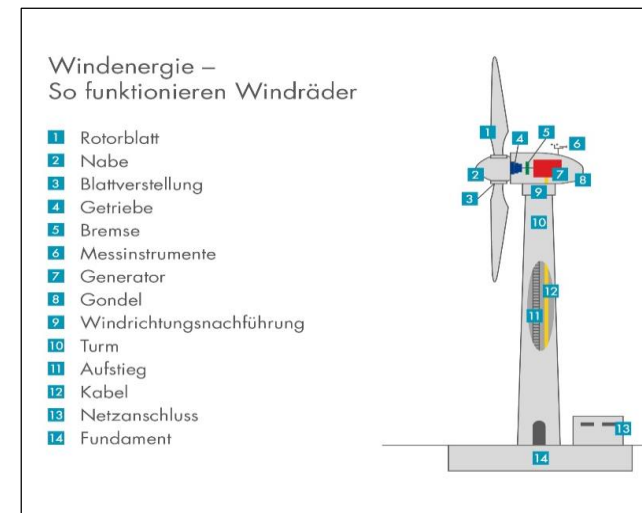 Windenergie –
So funktionieren Windräder
1 Rotorblatt
2 Nabe
3 Blattverstellung
4 Getriebe
5 Bremse
6 Messinstrumente
7 Generator
8 Gondel
9 Windrichtungsnachführung
10 Turm
11 Aufstieg
12 Kabel
13 Netzanschluss
14 Fundament
1
4
5
6
2
7
8
3
9
10
12
11
13
14